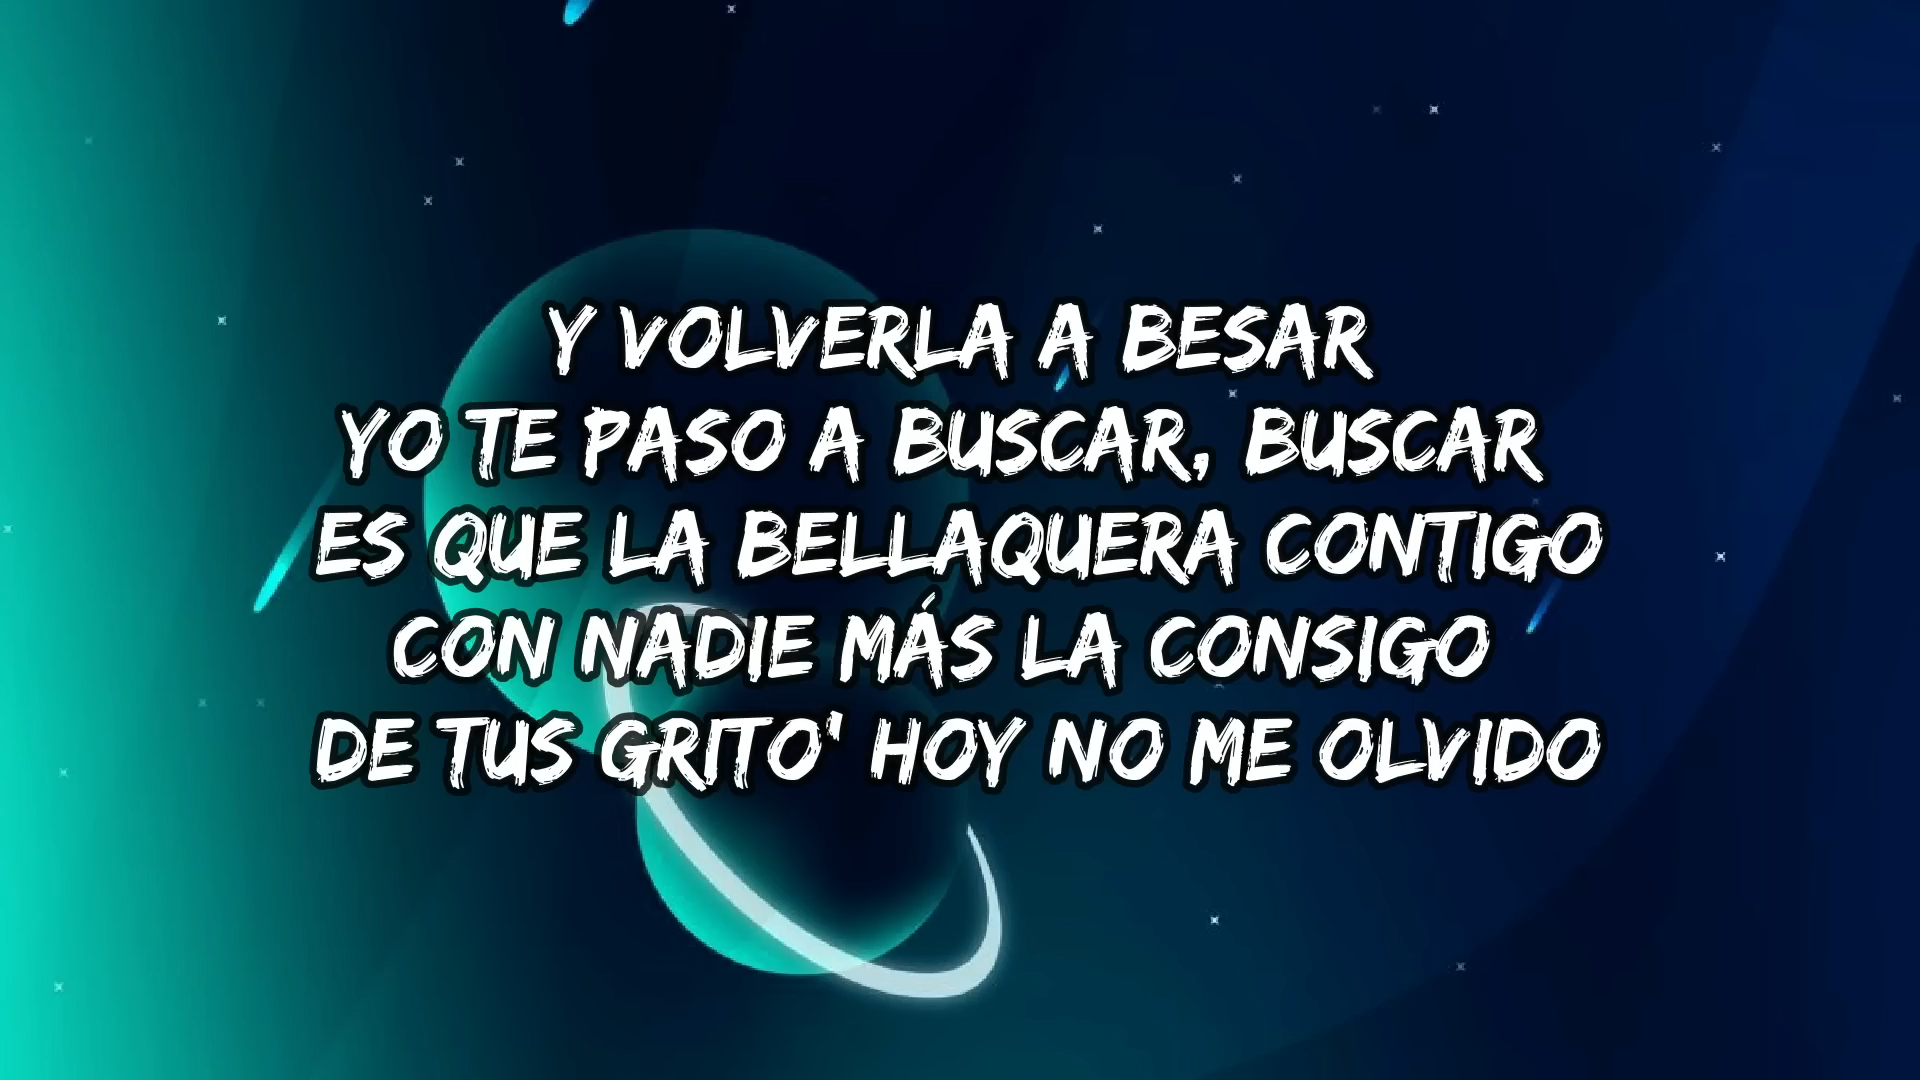 Y VOLVERLA A BESAR
YO TE PASO A BUSCAR, BUSCAR
ES QUE LA BELLAQUERA CONTIGO
CON NADIE MÁS LA CONSIGO
DE TUS GRITO' HOY NO ME OLVIDO